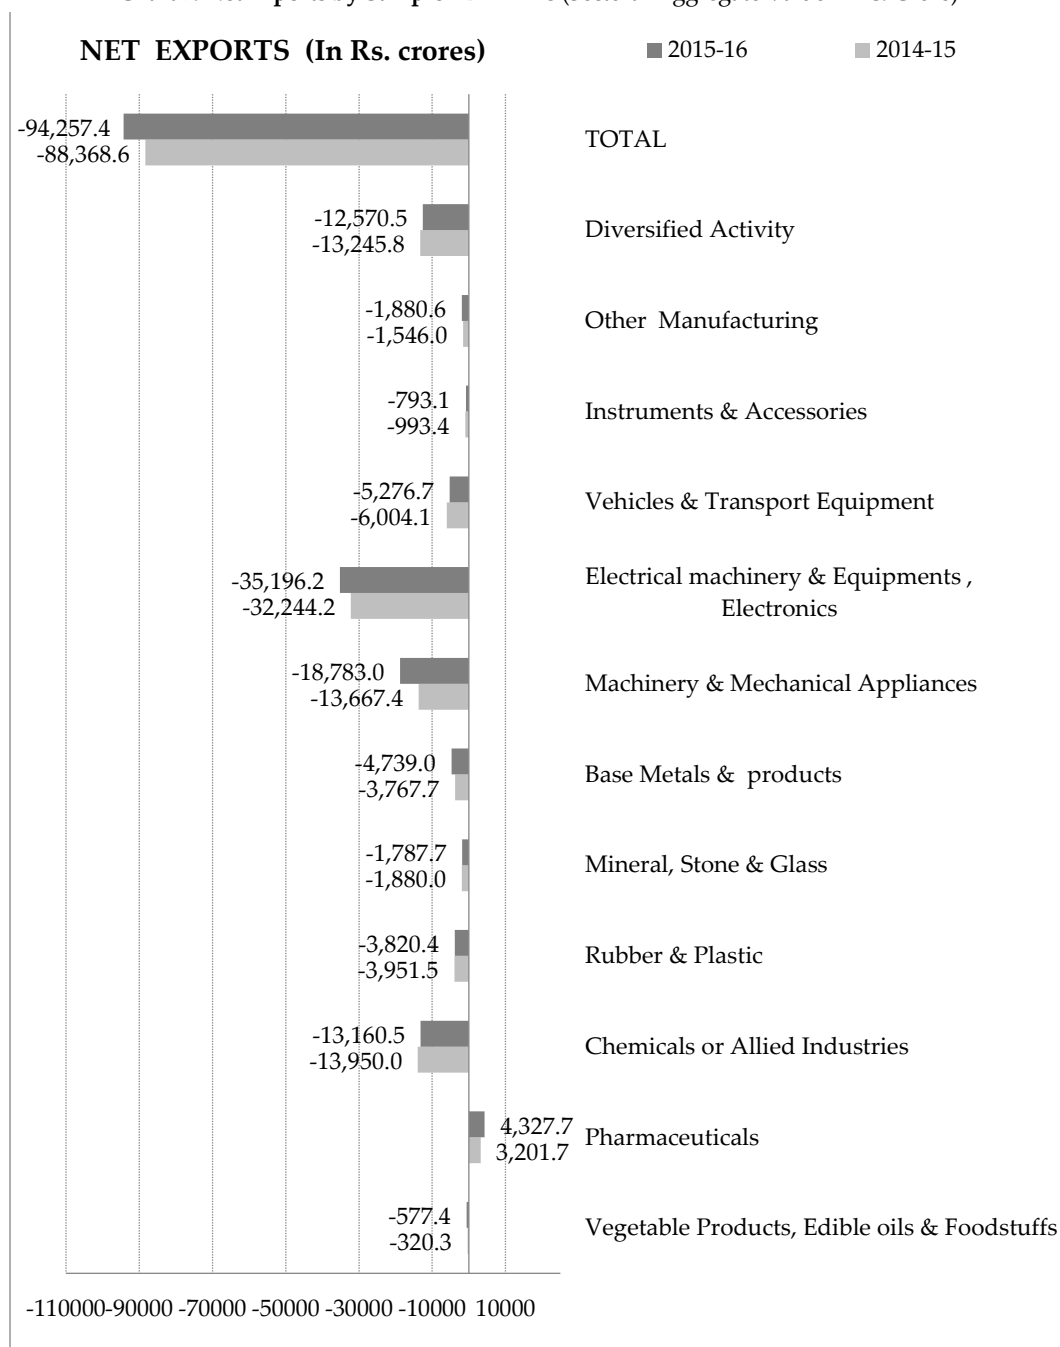 NET EXPORTS (In Rs. crores)
2015-16
2014-15
-94,257.4
-88,368.6
TOTAL
-12,570.5
-13,245.8
Diversified Activity
-1,880.6
-1,546.0
Other Manufacturing
-793.1
-993.4
Instruments & Accessories
-5,276.7
-6,004.1
Vehicles & Transport Equipment
-35,196.2
-32,244.2
Electrical machinery & Equipments ,
Electronics
-18,783.0
-13,667.4
Machinery & Mechanical Appliances
-4,739.0
-3,767.7
Base Metals & products
-1,787.7
-1,880.0
Mineral, Stone & Glass
-3,820.4
-3,951.5
Rubber & Plastic
-13,160.5
-13,950.0
Chemicals or Allied Industries
4,327.7
3,201.7
Pharmaceuticals
-577.4
-320.3
Vegetable Products, Edible oils & Foodstuffs
-110000 -90000 -70000 -50000 -30000 -10000 10000